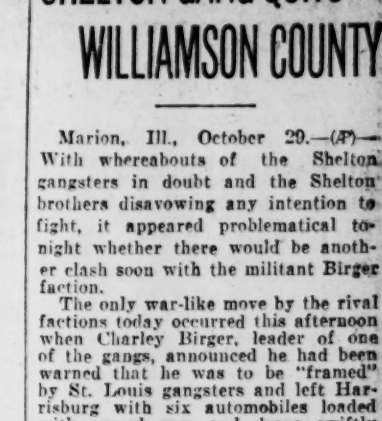 WILLIAMSON COUNTY
Marion, Ill., October 29.—(AP)—
With whereabouts of the Shelton
gangsters in doubt and the Shelton
brothers disavowing any intention to
fight, it appeared problematical to-
night whether there would be anoth-
er clash soon with the militant Birger
faction.
The only war-like move by the rival
factions today occurred this afternoon
when Charley Birger, leader of one
of the gangs, announced he had been
warned that he was to be "framed"
by St. Louis gangsters and left Har-
risburg with six automobiles loaded